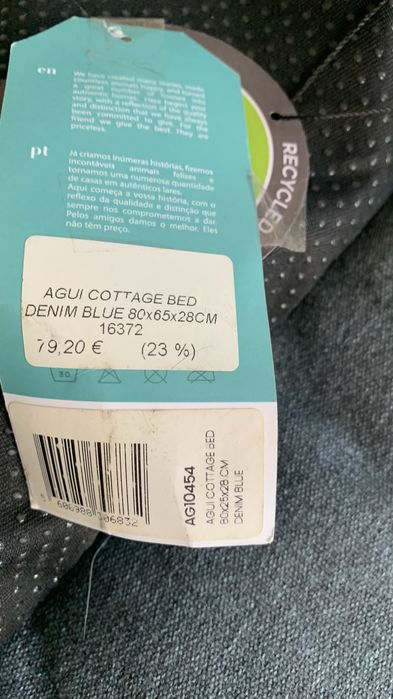 en
We have created many stories, made
countless animals happy, and turned
a great number of houses into
authentic homes. Here begins your
story, with a reflection of the quality
and distinction that we have always
been committed to give. For the
friend we give the best. They are
priceless.
pt
Já criamos inúmeras histórias, fizemos
incontáveis animais felizes e
tornamos uma numerosa quantidade
de casas em autênticos lares.
Aqui começa a vossa história, com o
reflexo da qualidade e distinção que
sempre nos comprometemos a dar.
Pelos amigos damos o melhor. Eles
não têm preço.
RECYCLED
AGUI COTTAGE BED
DENIM BLUE 80x65x28CM
16372
79,20 € (23 %)
30
AG10454
AGUI COTTAGE BED
80x25x28 CM
DENIM BLUE